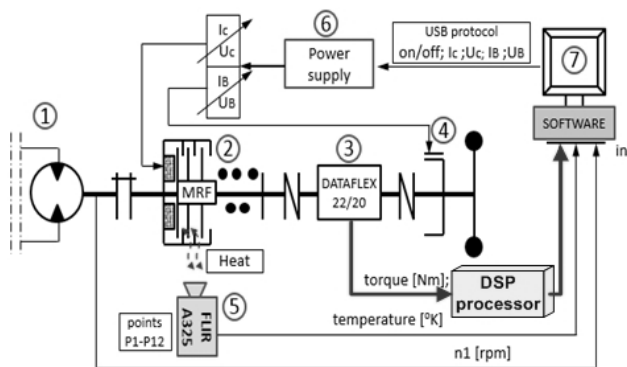 Ic
Uc
IB
UB
6
Power
supply
USB protocol
on/off; Ic ;Uc; IB ;UB
7
SOFTWARE
in
1
2
MRF
3
DATAFLEX
22/20
4
Heat
torque [Nm];
DSP
processor
5
FLIR
A325
points
P1-P12
temperature [°K]
n1 [rpm]